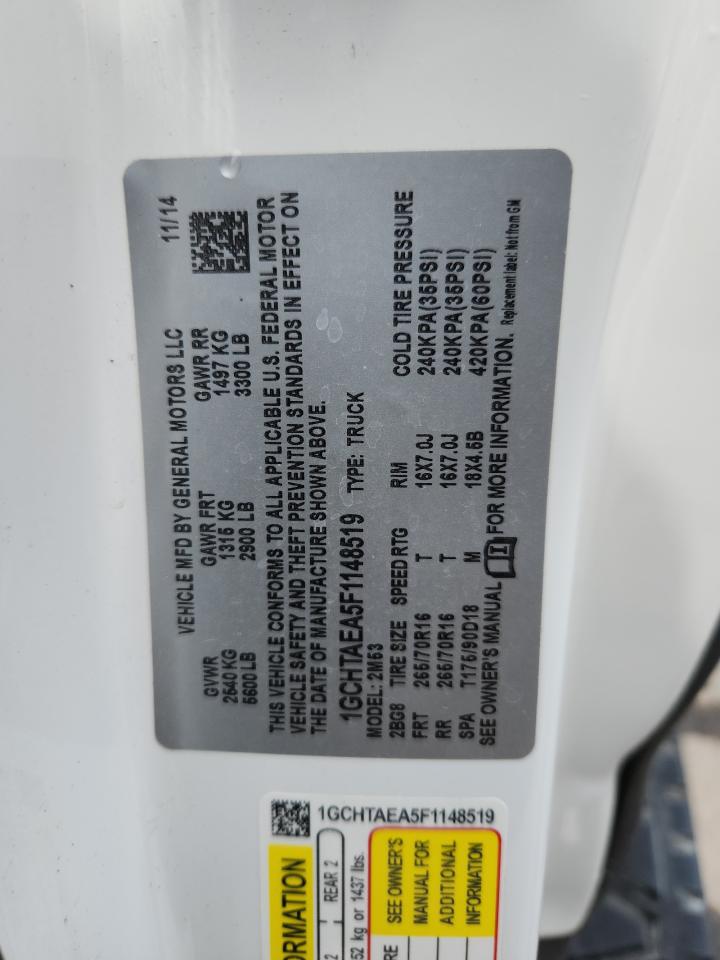 VEHICLE MFD BY GENERAL MOTORS LLC 11/14
GVWR GAWR FRT GAWR RR
2540 KG 1315 KG 1497 KG
5600 LB 2900 LB 3300 LB
THIS VEHICLE CONFORMS TO ALL APPLICABLE U.S. FEDERAL MOTOR
VEHICLE SAFETY AND THEFT PREVENTION STANDARDS IN EFFECT ON
THE DATE OF MANUFACTURE SHOWN ABOVE.
1GCHTAEA5F1148519 TYPE: TRUCK
MODEL: 2M53
2BG8 TIRE SIZE SPEED RTG RIM COLD TIRE PRESSURE
FRT 265/70R16 T 16X7.0J 240KPA(35PSI)
RR 265/70R16 T 16X7.0J 240KPA(35PSI)
SPA T175/90D18 M 18X4.5B 420KPA(60PSI)
SEE OWNER'S MANUAL FOR MORE INFORMATION. Replacement label: Not from GM
1GCHTAEA5F1148519
ORMATION
2 REAR 2
52 kg or 1437 lbs.
RE
SEE OWNER'S
MANUAL FOR
ADDITIONAL
INFORMATION